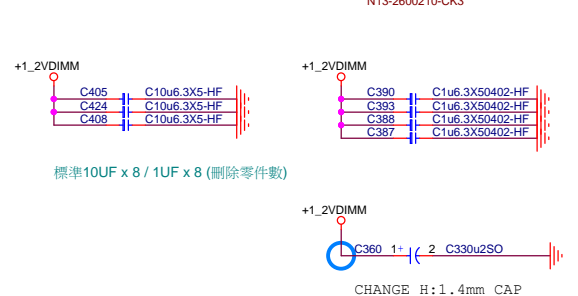 N13-2600210-CK3
+1_2VDIMM
C405 C10u6.3X5-HF
C424 C10u6.3X5-HF
C408 C10u6.3X5-HF
+1_2VDIMM
C390 C1u6.3X50402-HF
C393 C1u6.3X50402-HF
C388 C1u6.3X50402-HF
C387 C1u6.3X50402-HF
標準10UF x 8 / 1UF x 8 (刪除零件數)
+1_2VDIMM
C360 1+ 2 C330u2SO
CHANGE H:1.4mm CAP